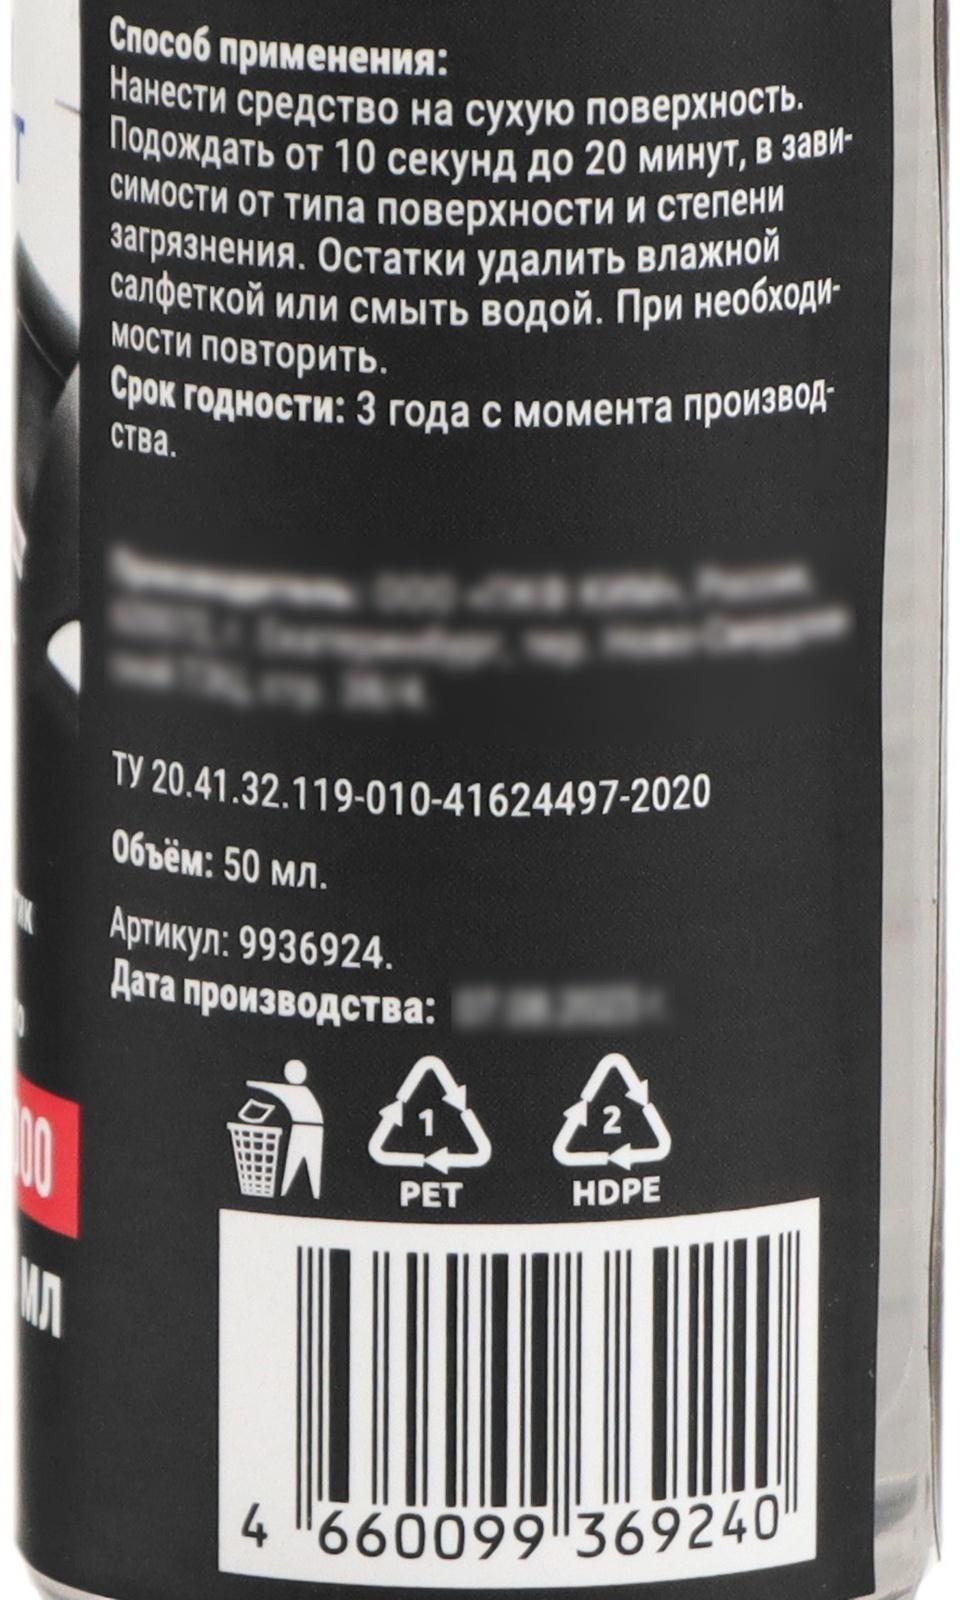 Способ применения:
Нанести средство на сухую поверхность.
Подождать от 10 секунд до 20 минут, в зави-
симости от типа поверхности и степени
загрязнения. Остатки удалить влажной
салфеткой или смыть водой. При необходи-
мости повторить.
Срок годности: 3 года с момента производ-
ства.
ТУ 20.41.32.119-010-41624497-2020
Объём: 50 мл.
Артикул: 9936924.
Дата производства:
1
2
PET
HDPE
мл
4 660099 369240